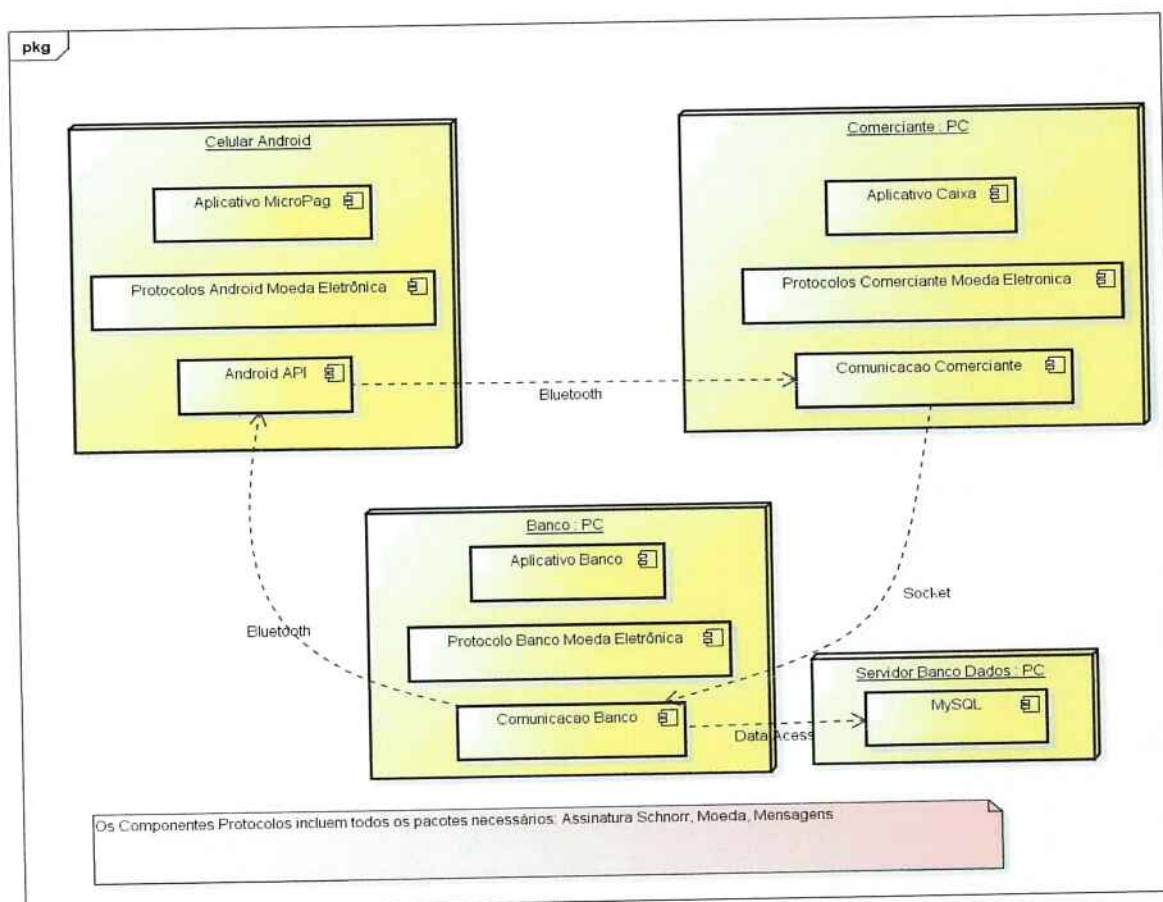 pkg
Celular Android
Aplicativo MicroPag
Protocolos Android Moeda Eletrônica
Android API
Comerciante : PC
Aplicativo Caixa
Protocolos Comerciante Moeda Eletronica
Comunicacao Comerciante
Bluetooth
Banco : PC
Aplicativo Banco
Protocolo Banco Moeda Eletrônica
Comunicacao Banco
Bluetooth
Socket
Servidor Banco Dados : PC
MySQL
Data Acess
Os Componentes Protocolos incluem todos os pacotes necessários: Assinatura Schnorr, Moeda, Mensagens